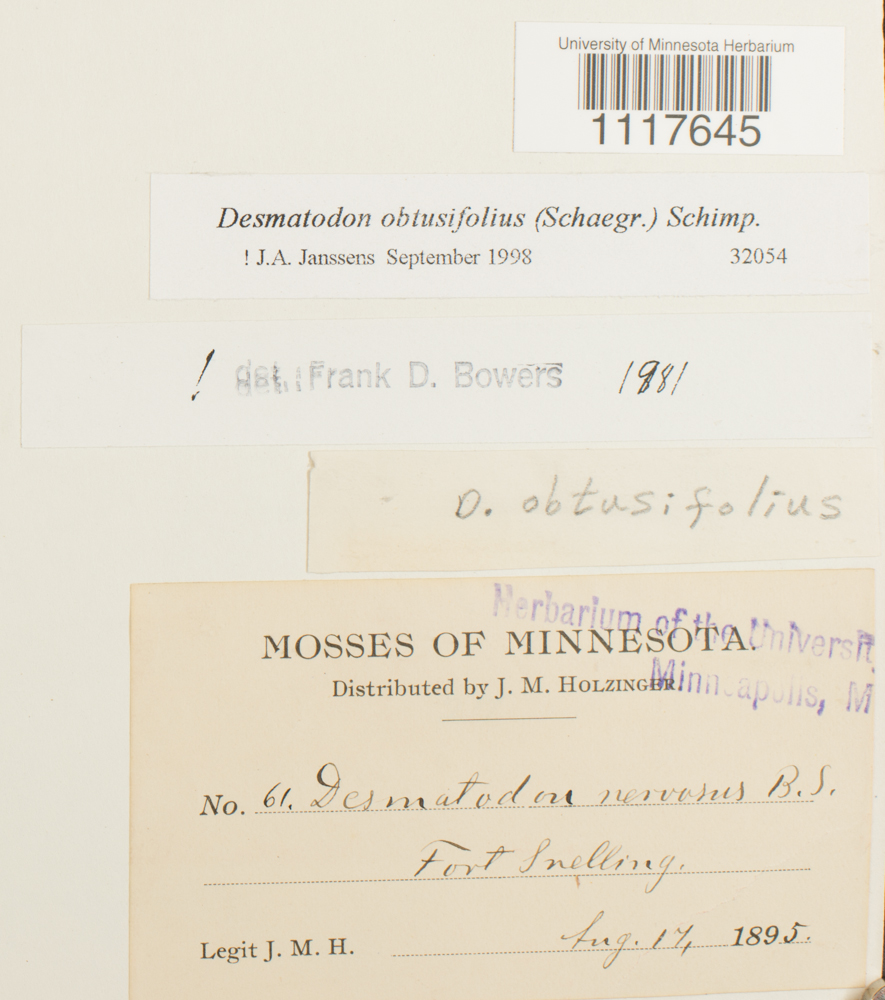 University of Minnesota Herbarium
1117645
Desmatodon obtusifolius (Schaegr.) Schimp.
! J.A. Janssens September 1998 32054
! det. Frank D. Bowers 1981
D. obtusifolius
Herbarium of the Universit
Minneapolis, M
MOSSES OF MINNESOTA.
Distributed by J. M. HOLZINGER.
No. 61. Desmatodon nervosus B.S.
Fort Snelling.
Legit J. M. H. Aug. 17, 1895.